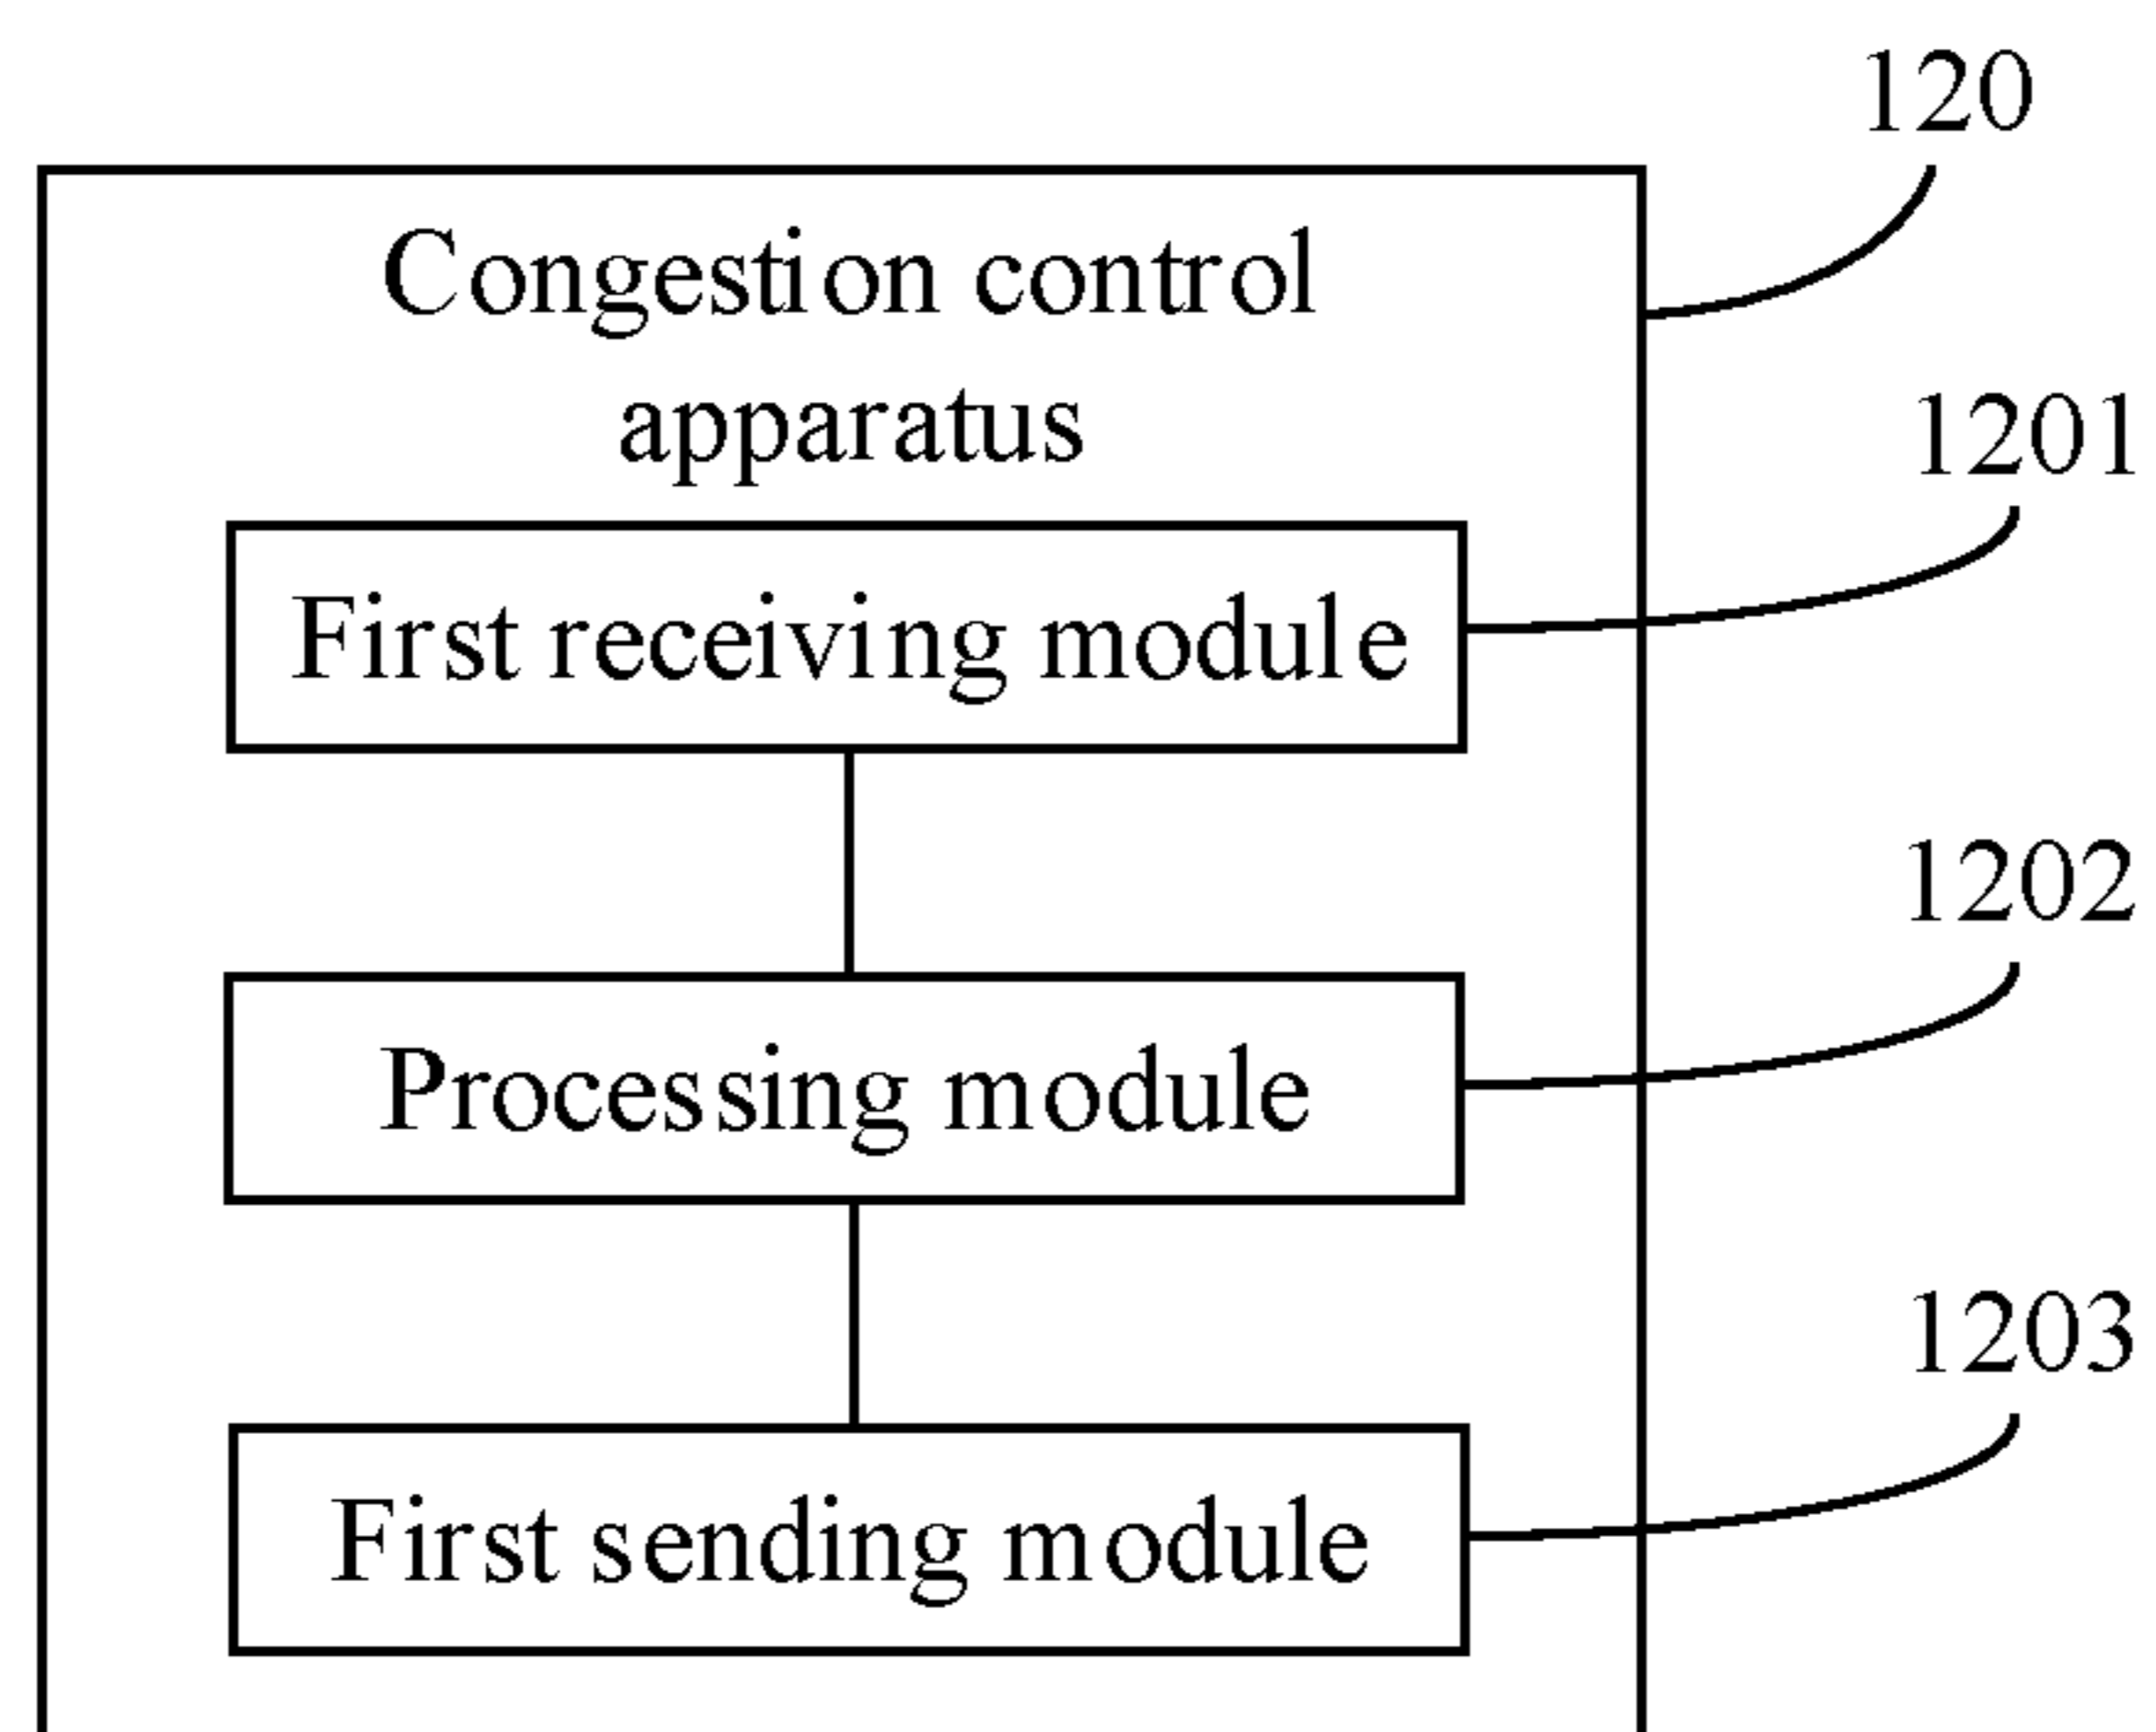 120
Congestion control
apparatus
1201
First receiving module
1202
Processing module
1203
First sending module